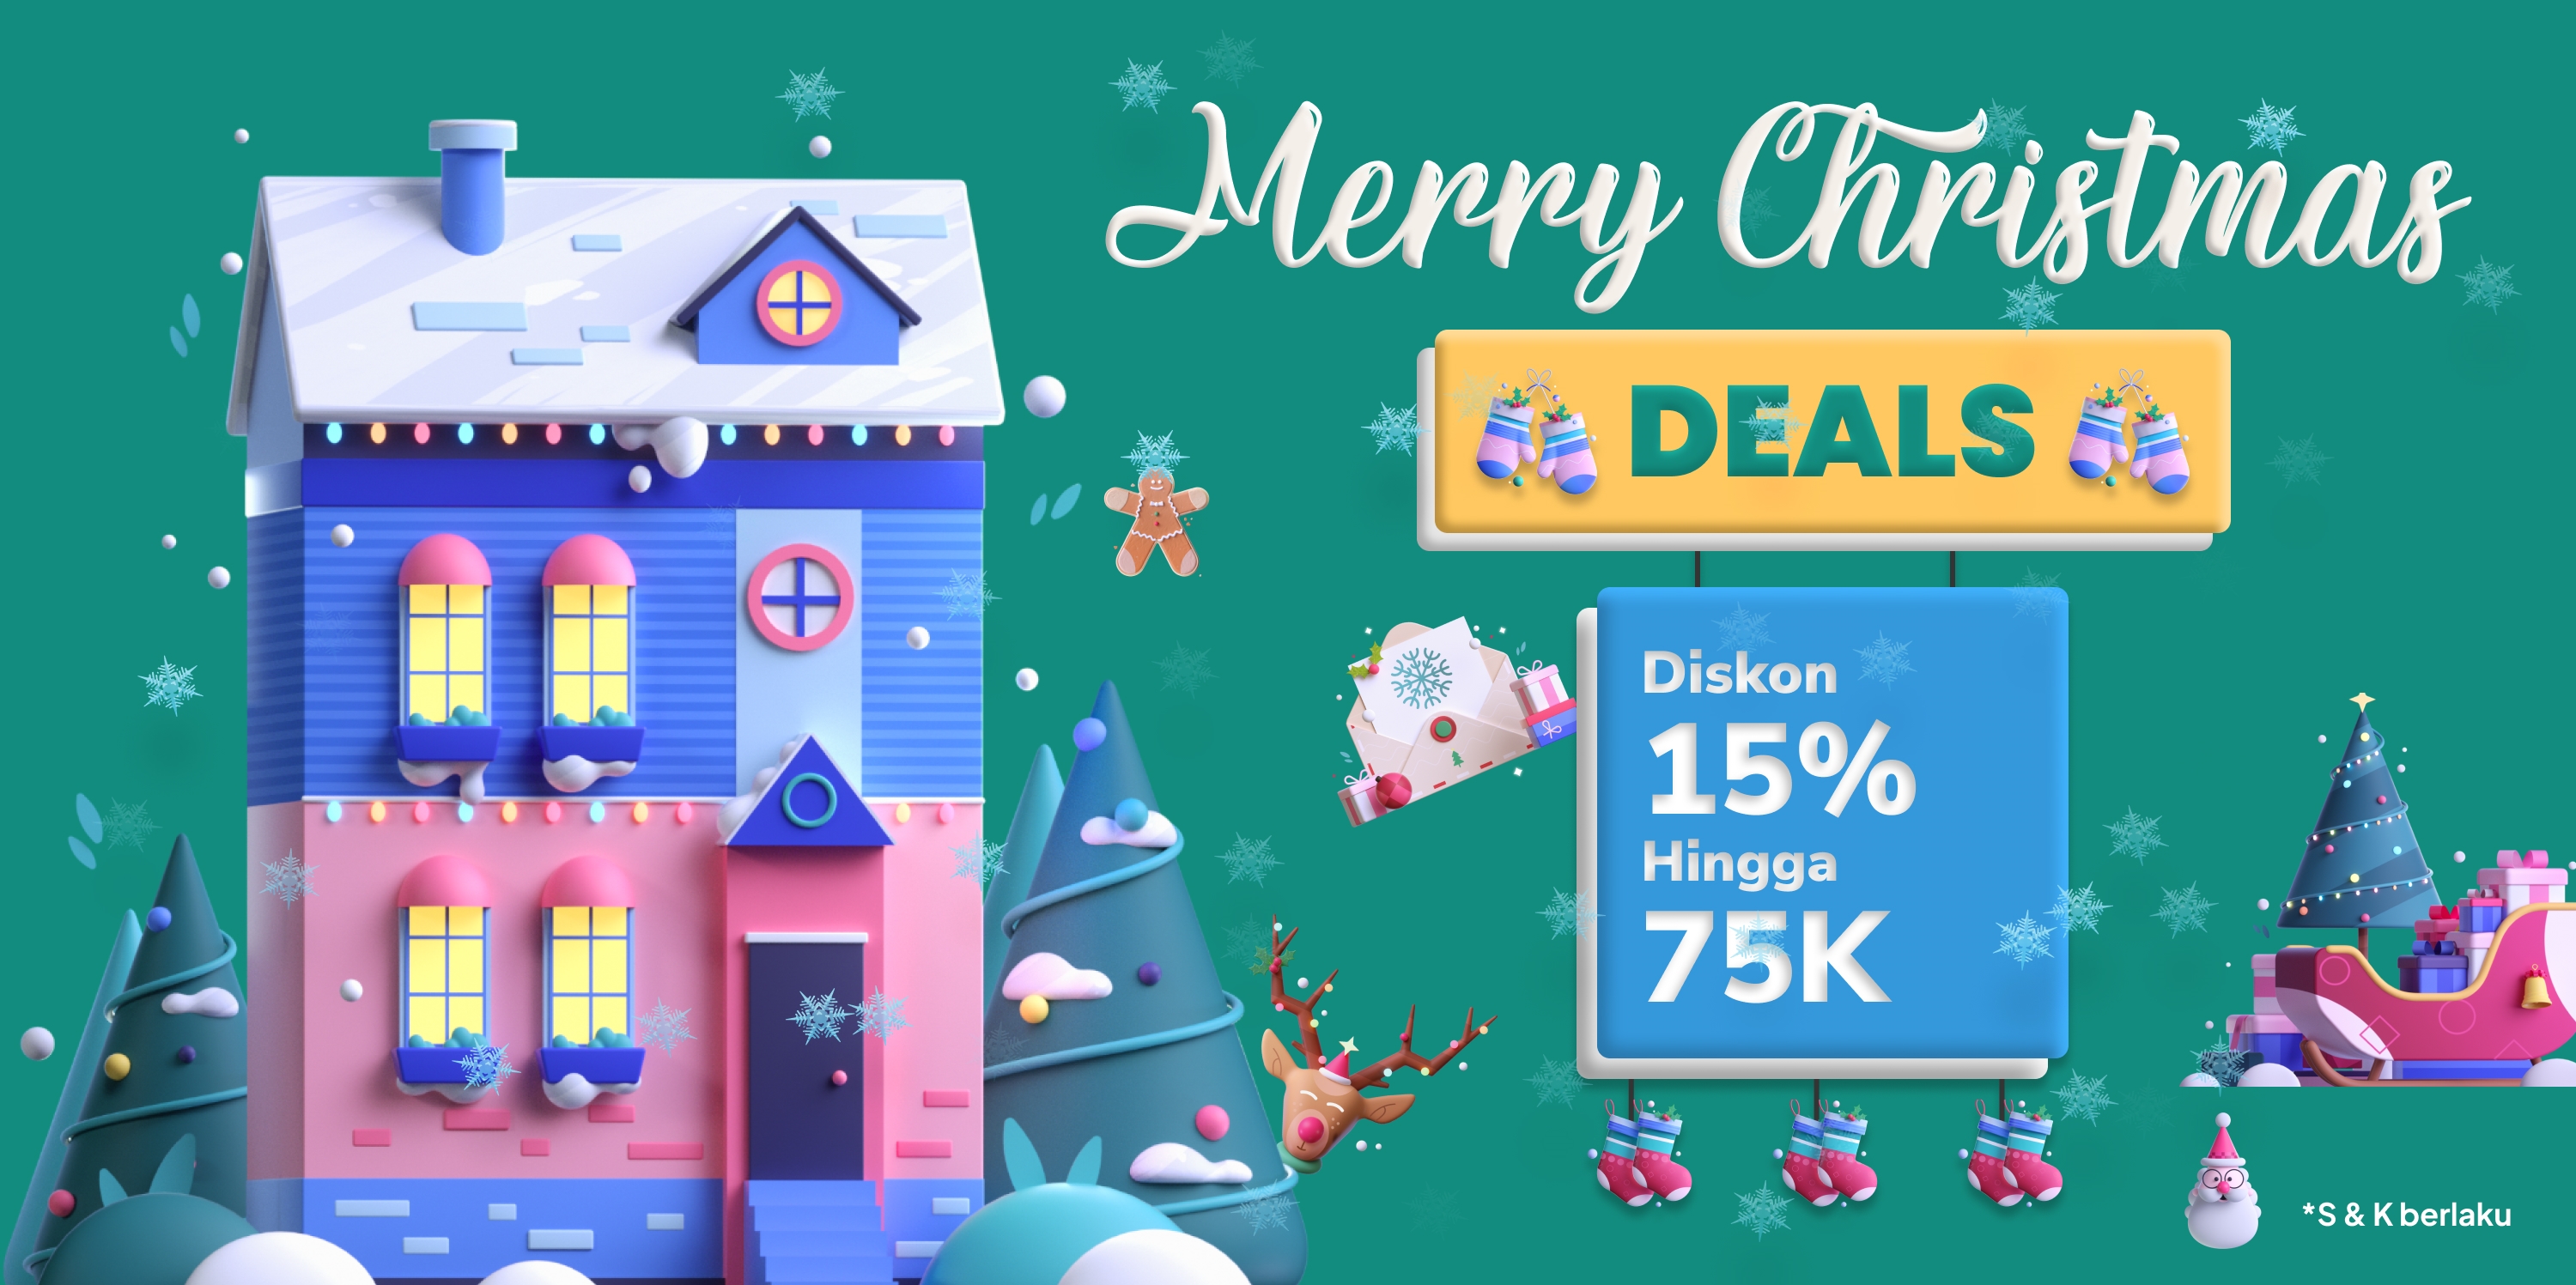 Merry Christmas
DEALS
Diskon
15%
Hingga
75K
*S & K berlaku